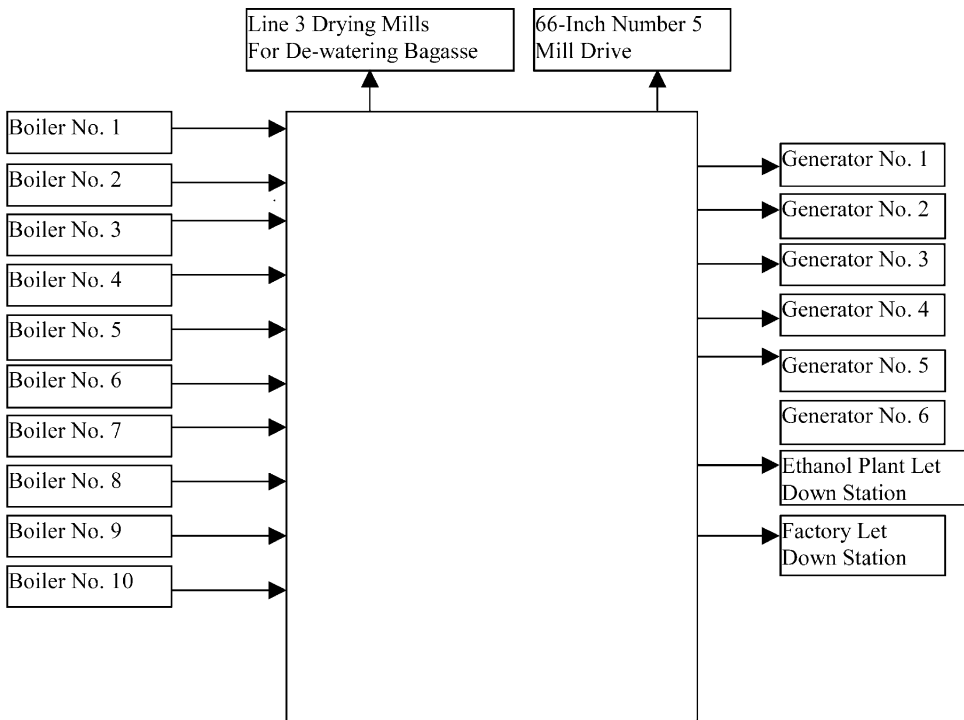 Line 3 Drying Mills
For De-watering Bagasse
66-Inch Number 5
Mill Drive
Boiler No. 1
Boiler No. 2
Boiler No. 3
Boiler No. 4
Boiler No. 5
Boiler No. 6
Boiler No. 7
Boiler No. 8
Boiler No. 9
Boiler No. 10
Generator No. 1
Generator No. 2
Generator No. 3
Generator No. 4
Generator No. 5
Generator No. 6
Ethanol Plant Let
Down Station
Factory Let
Down Station